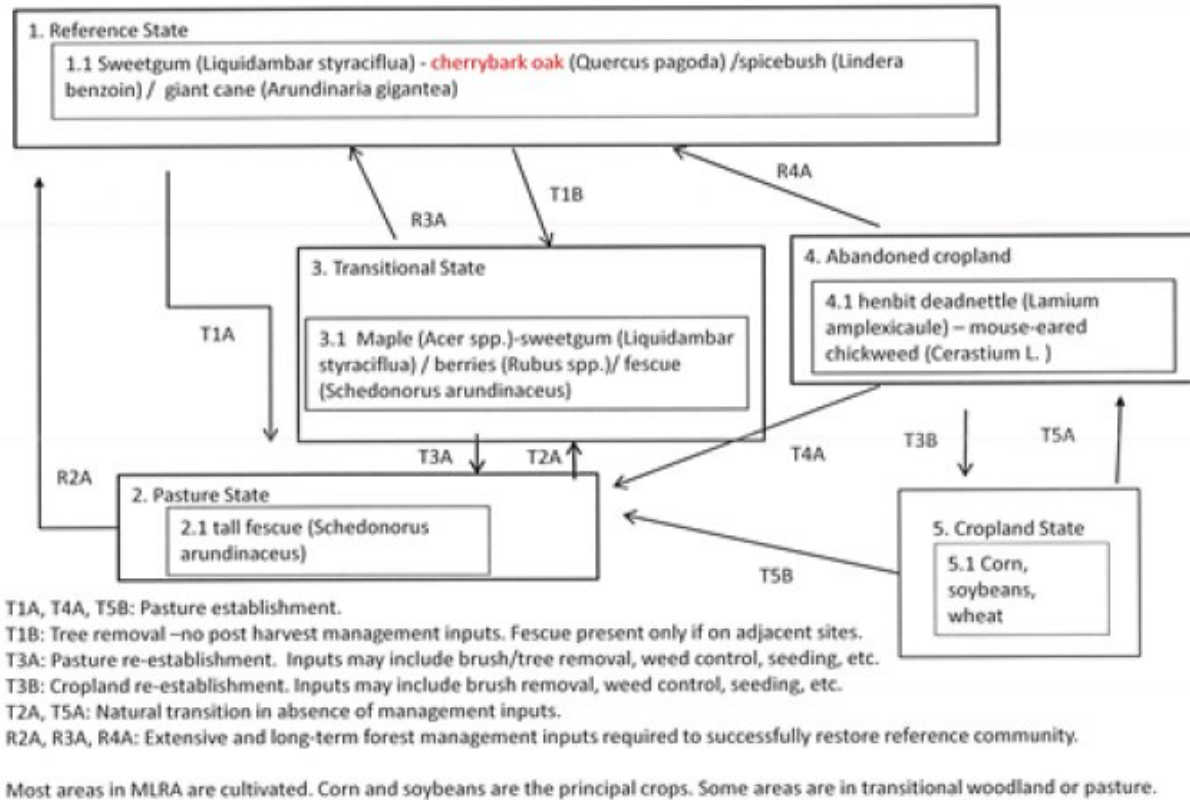 1. Reference State
1.1 Sweetgum (Liquidambar styraciflua) - cherrybark oak (Quercus pagoda) /spicebush (Lindera
benzoin) / giant cane (Arundinaria gigantea)
R4A
T1B
R3A
3. Transitional State
4. Abandoned cropland
4.1 henbit deadnettle (Lamium
amplexicaule) – mouse-eared
chickweed (Cerastium L. )
T1A
3.1 Maple (Acer spp.)-sweetgum (Liquidambar
styraciflua) / berries (Rubus spp.)/ fescue
(Schedonorus arundinaceus)
T3A
T2A
T4A
T3B
T5A
R2A
2. Pasture State
2.1 tall fescue (Schedonorus
arundinaceus)
5. Cropland State
5.1 Corn,
soybeans,
wheat
T5B
T1A, T4A, T5B: Pasture establishment.
T1B: Tree removal –no post harvest management inputs. Fescue present only if on adjacent sites.
T3A: Pasture re-establishment. Inputs may include brush/tree removal, weed control, seeding, etc.
T3B: Cropland re-establishment. Inputs may include brush removal, weed control, seeding, etc.
T2A, T5A: Natural transition in absence of management inputs.
R2A, R3A, R4A: Extensive and long-term forest management inputs required to successfully restore reference community.
Most areas in MLRA are cultivated. Corn and soybeans are the principal crops. Some areas are in transitional woodland or pasture.